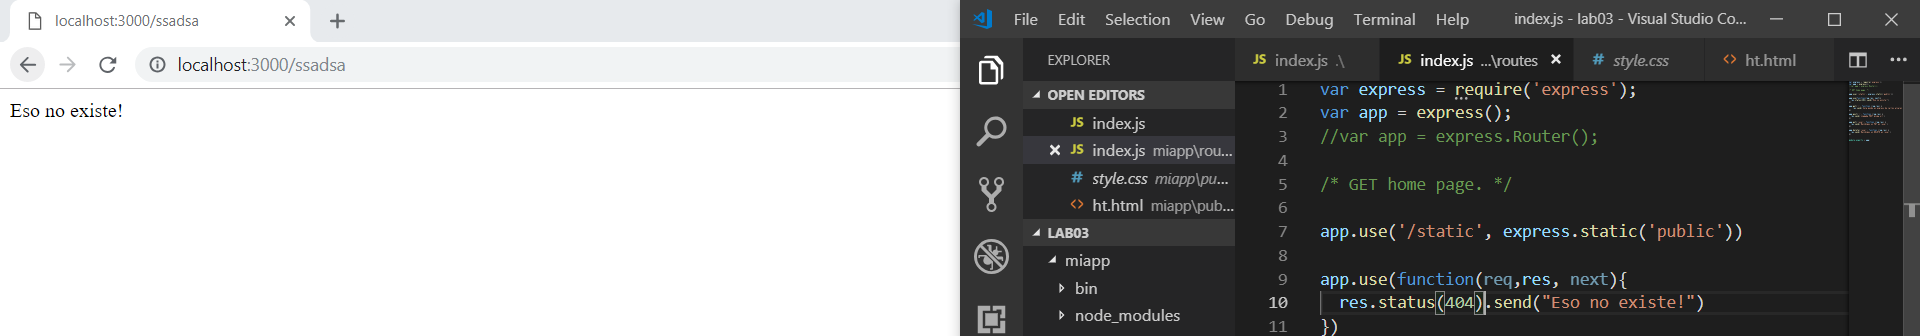 localhost:3000/ssadsa
localhost:3000/ssadsa
Eso no existe!
File Edit Selection View Go Debug Terminal Help index.js - lab03 - Visual Studio Co...
EXPLORER
OPEN EDITORS
JS index.js
JS index.js miapp\rou...
# style.css miapp\pu...
<> ht.html miapp\pub...
LAB03
miapp
bin
node_modules
JS index.js .\ JS index.js ...\routes # style.css <> ht.html
1 var express = require('express');
2 var app = express();
3 //var app = express.Router();
4
5 /* GET home page. */
6
7 app.use('/static', express.static('public'))
8
9 app.use(function(req,res, next){
10 res.status(404).send("Eso no existe!")
11 })